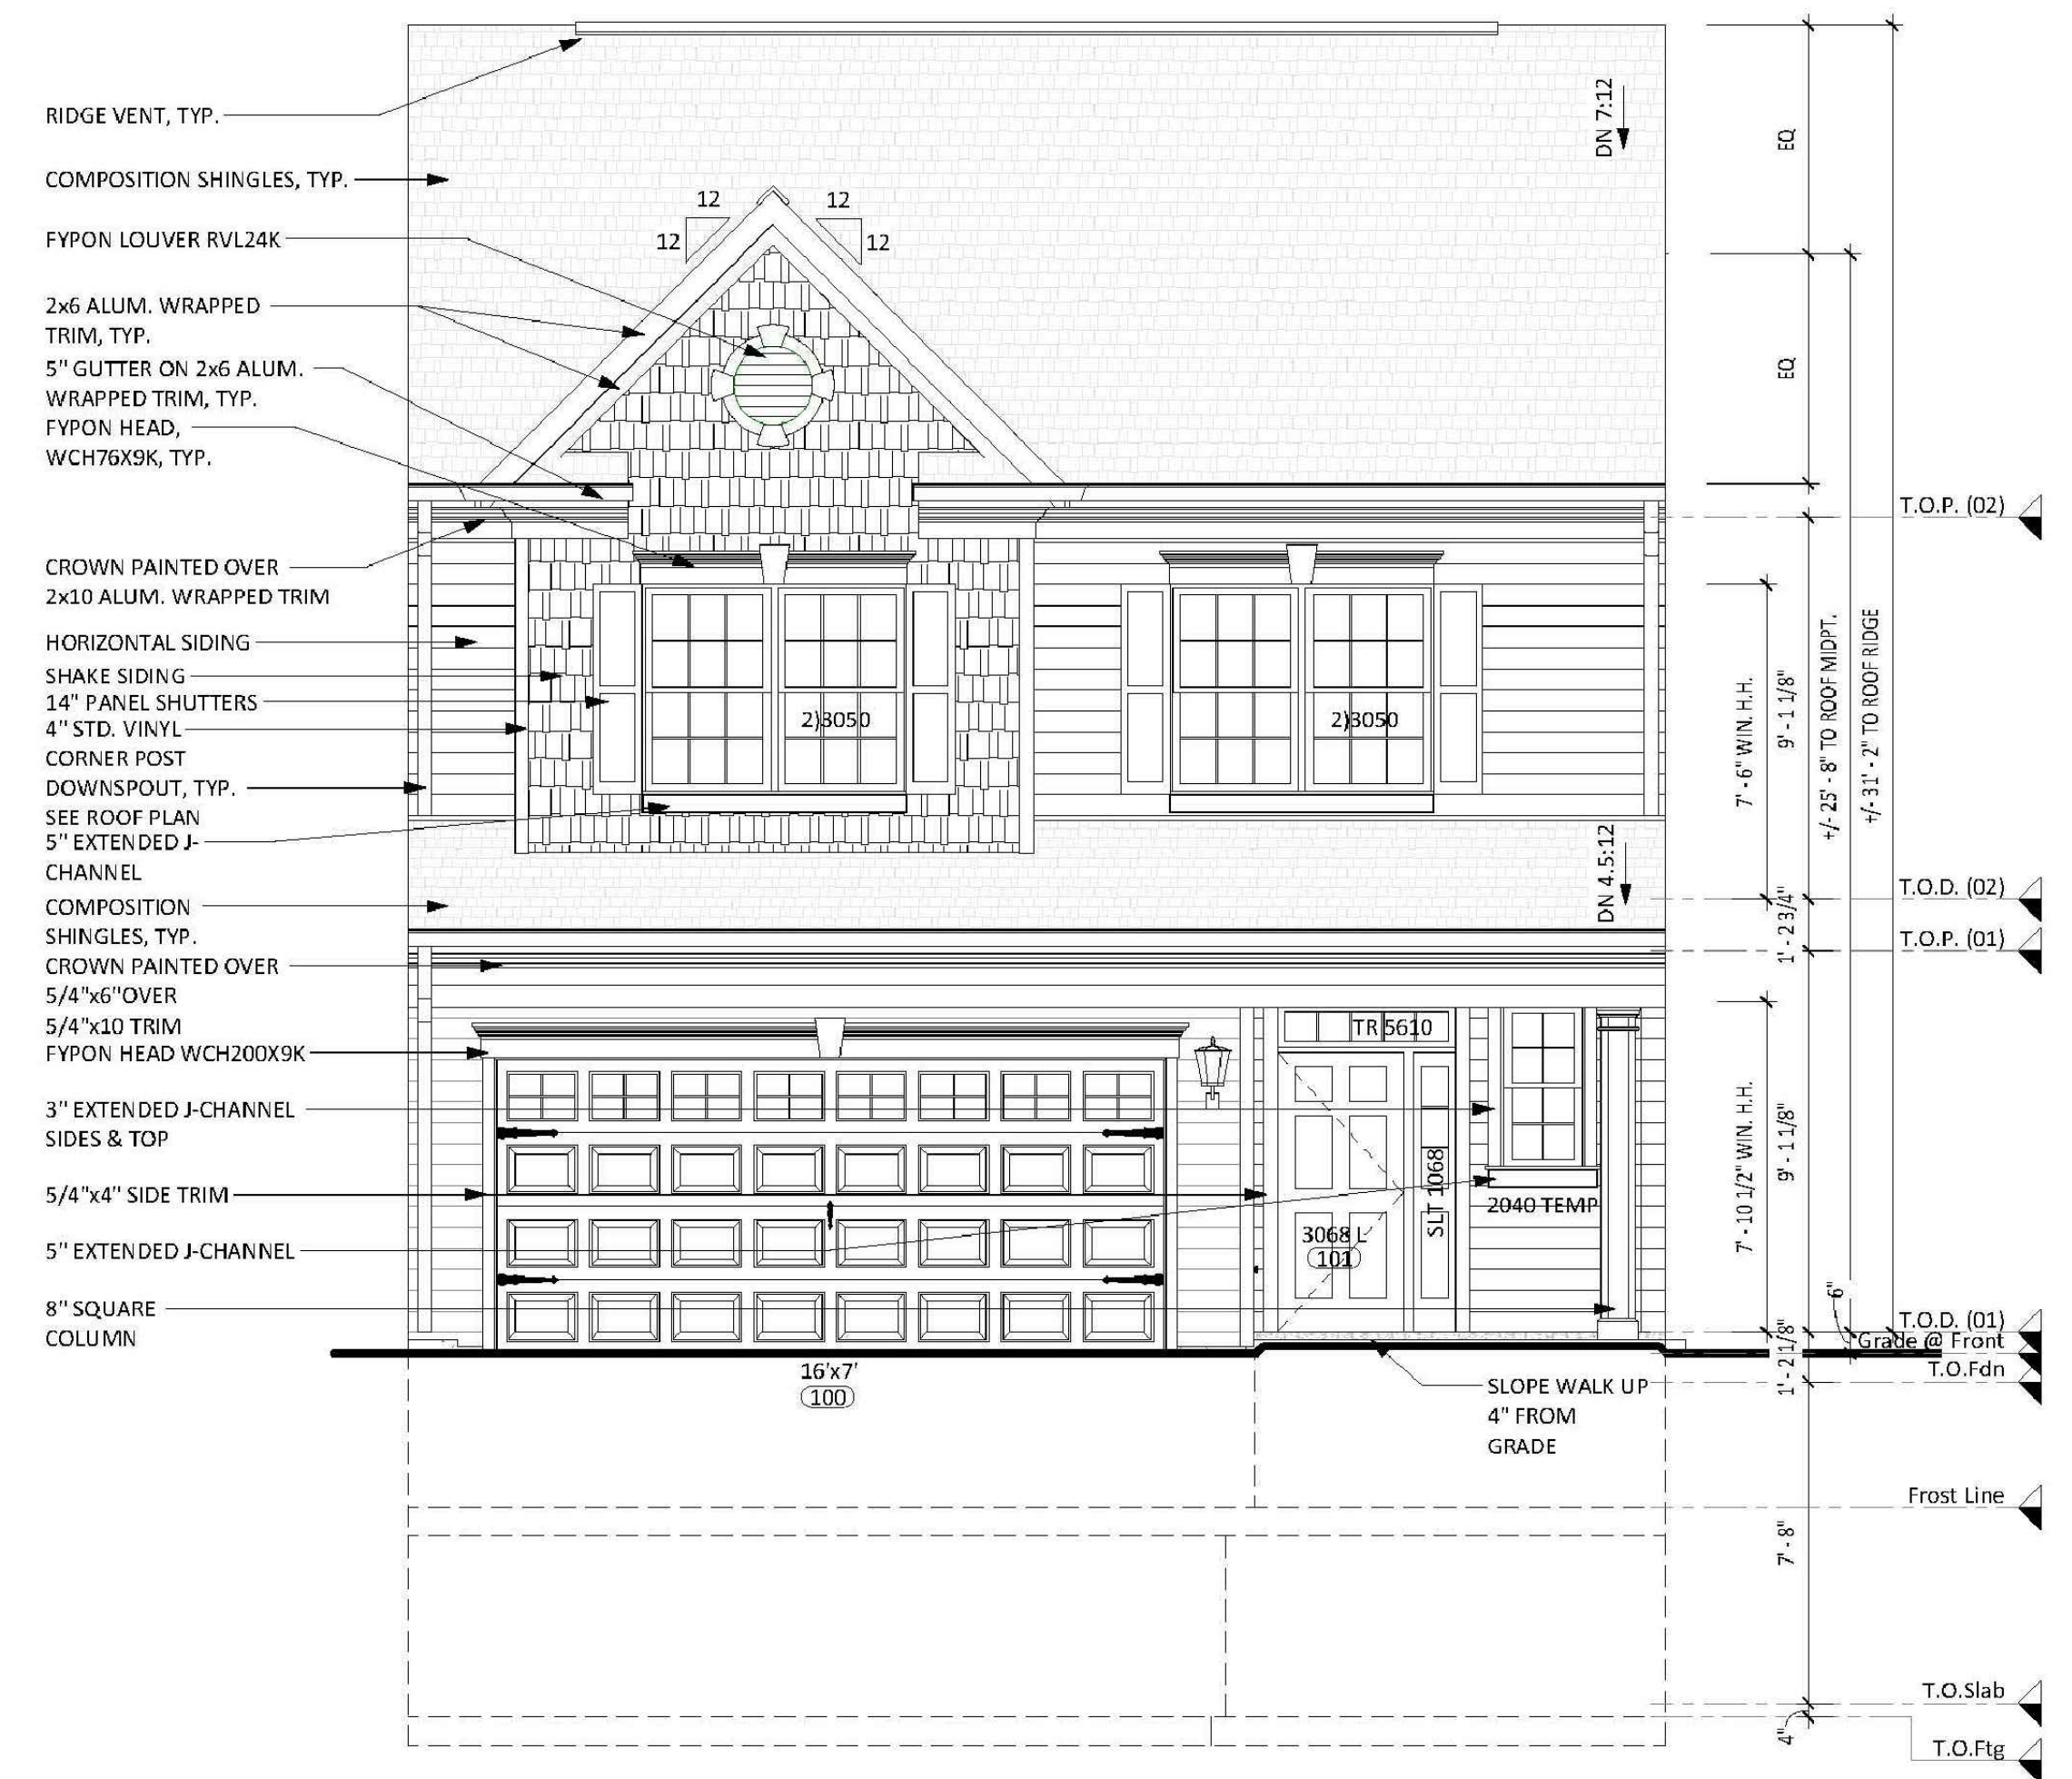 RIDGE VENT, TYP.
COMPOSITION SHINGLES, TYP.
FYPON LOUVER RVL24K
2x6 ALUM. WRAPPED
TRIM, TYP.
5" GUTTER ON 2x6 ALUM.
WRAPPED TRIM, TYP.
FYPON HEAD,
WCH76X9K, TYP.
CROWN PAINTED OVER
2x10 ALUM. WRAPPED TRIM
HORIZONTAL SIDING
SHAKE SIDING
14" PANEL SHUTTERS
4" STD. VINYL
CORNER POST
DOWNSPOUT, TYP.
SEE ROOF PLAN
5" EXTENDED J-
CHANNEL
COMPOSITION
SHINGLES, TYP.
CROWN PAINTED OVER
5/4"x6"OVER
5/4"x10 TRIM
FYPON HEAD WCH200X9K
3" EXTENDED J-CHANNEL
SIDES & TOP
5/4"x4" SIDE TRIM
5" EXTENDED J-CHANNEL
8" SQUARE
COLUMN
12
12
12
12
DN 7:12
2)3050
2)3050
DN 4.5:12
TR 5610
SLT 1068
3068 L
101
2040 TEMP
16'x7'
100
SLOPE WALK UP
4" FROM
GRADE
EQ
EQ
7' - 6" WIN. H.H.
9' - 1 1/8"
+/- 25' - 8" TO ROOF MIDPT.
+/- 31' - 2" TO ROOF RIDGE
1' - 2 3/4"
7' - 10 1/2" WIN. H.H.
9' - 1 1/8"
6"
1' - 2 1/8"
7' - 8"
4"
T.O.P. (02)
T.O.D. (02)
T.O.P. (01)
T.O.D. (01)
Grade @ Front
T.O.Fdn
Frost Line
T.O.Slab
T.O.Ftg